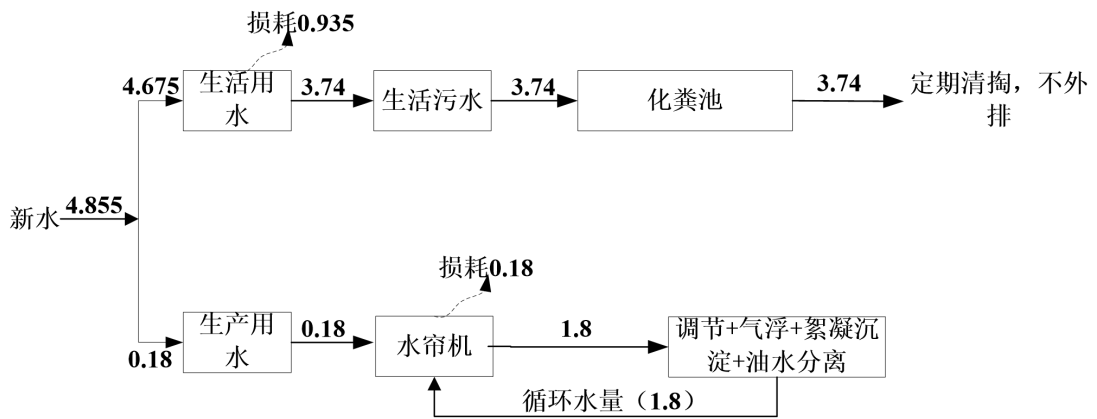 损耗0.935
4.675
生活用
水
3.74
生活污水
3.74
化粪池
3.74
定期清掏，不外
排
新水
4.855
损耗0.18
0.18
生产用
水
0.18
水帘机
1.8
调节+气浮+絮凝沉
淀+油水分离
循环水量（1.8）